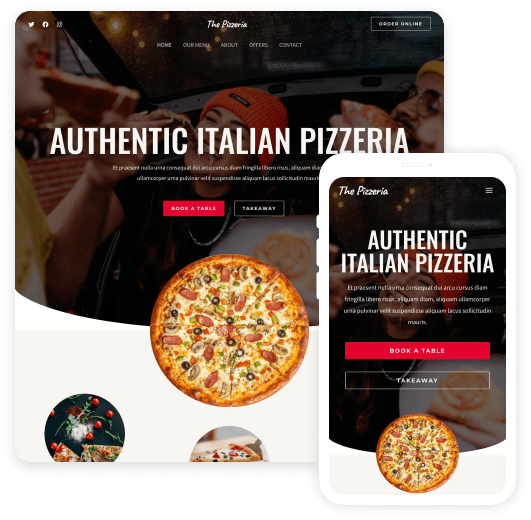 The Pizzeria
ORDER ONLINE
HOME OUR MENU ABOUT OFFERS CONTACT
AUTHENTIC ITALIAN PIZZERIA
Et praesent nulla urna consequat dui arcu cursus diam fringilla libero risus, aliquam
ullamcorper urna pulvinar velit suspendisse aliquam lacus sollicitudin mauris
BOOK A TABLE TAKEAWAY
The Pizzeria
AUTHENTIC
ITALIAN PIZZERIA
Et praesent nulla urna consequat dui arcu cursus diam
fringilla libero risus, aliquam diam, aliquam ullamcorper
urna pulvinar velit suspendisse aliquam lacus sollicitudin
mauris.
BOOK A TABLE
TAKEAWAY